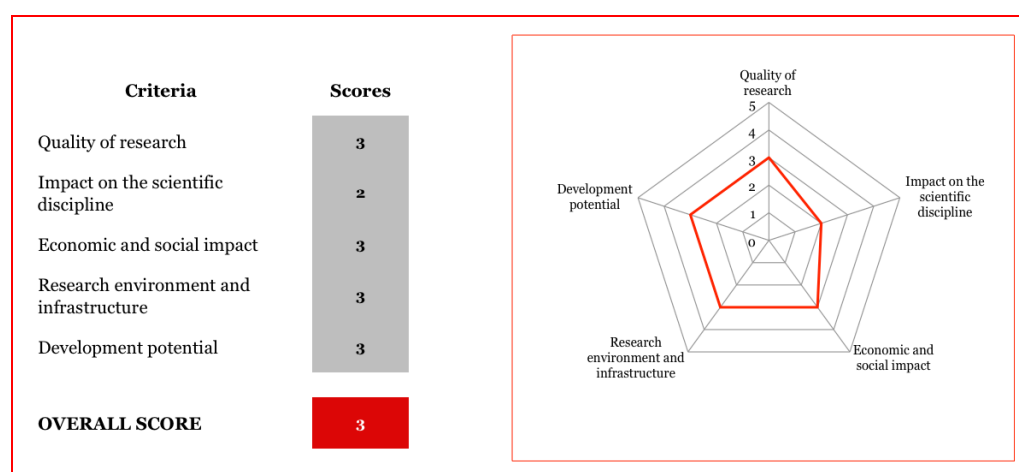 Criteria Scores
Quality of research 3
Impact on the scientific
discipline 2
Economic and social impact 3
Research environment and
infrastructure 3
Development potential 3
OVERALL SCORE 3
Quality of
research
5
4
3
2
1
0
Impact on the
scientific
discipline
Economic and
social impact
Research
environment and
infrastructure
Development
potential